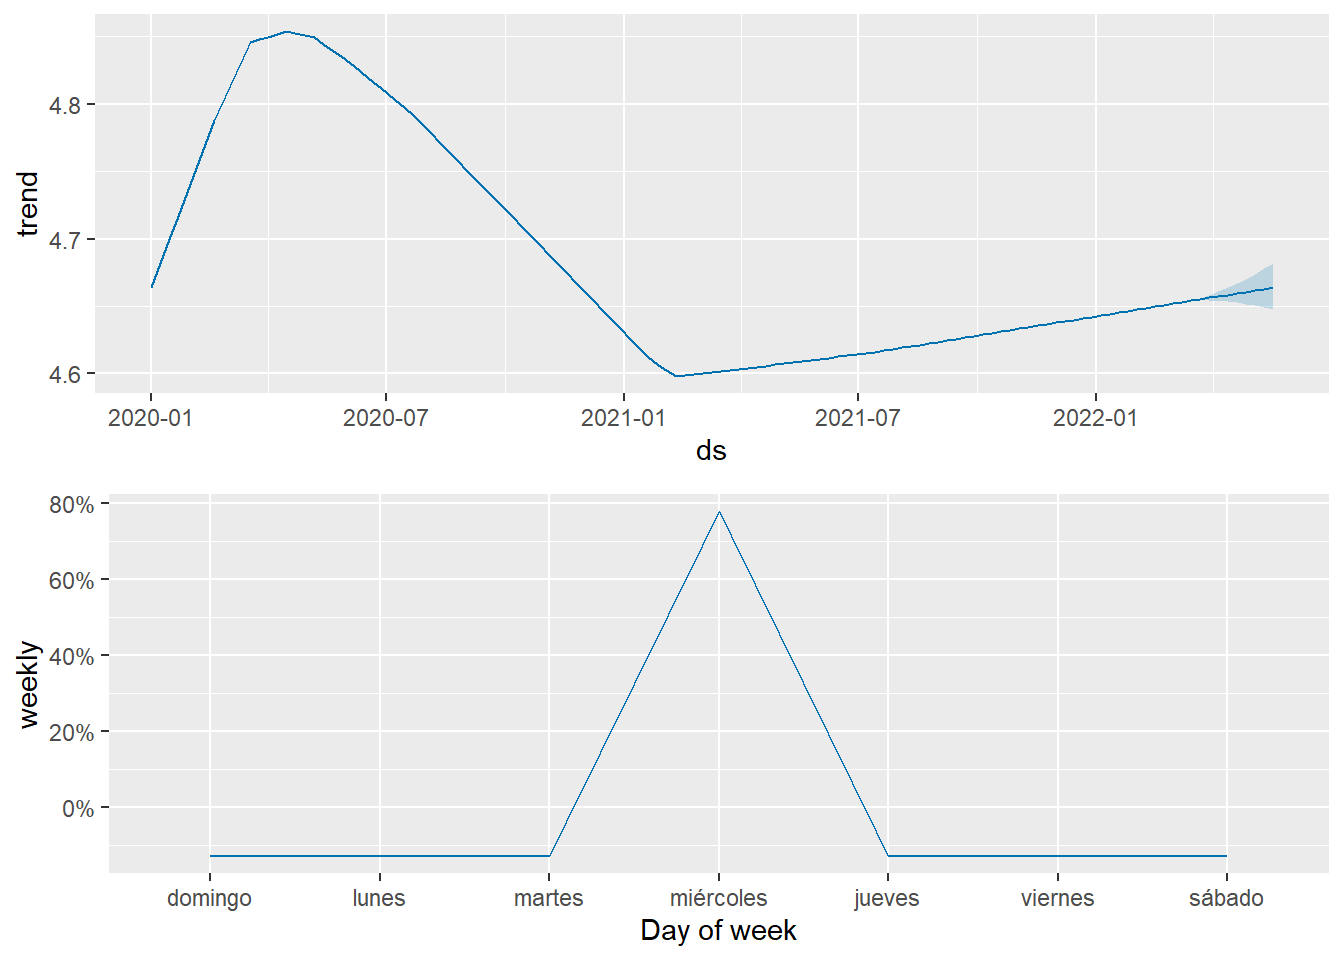 trend
4.8
4.7
4.6
2020-01 2020-07 2021-01 2021-07 2022-01
ds
weekly
80%
60%
40%
20%
0%
domingo lunes martes miércoles jueves viernes sábado
Day of week